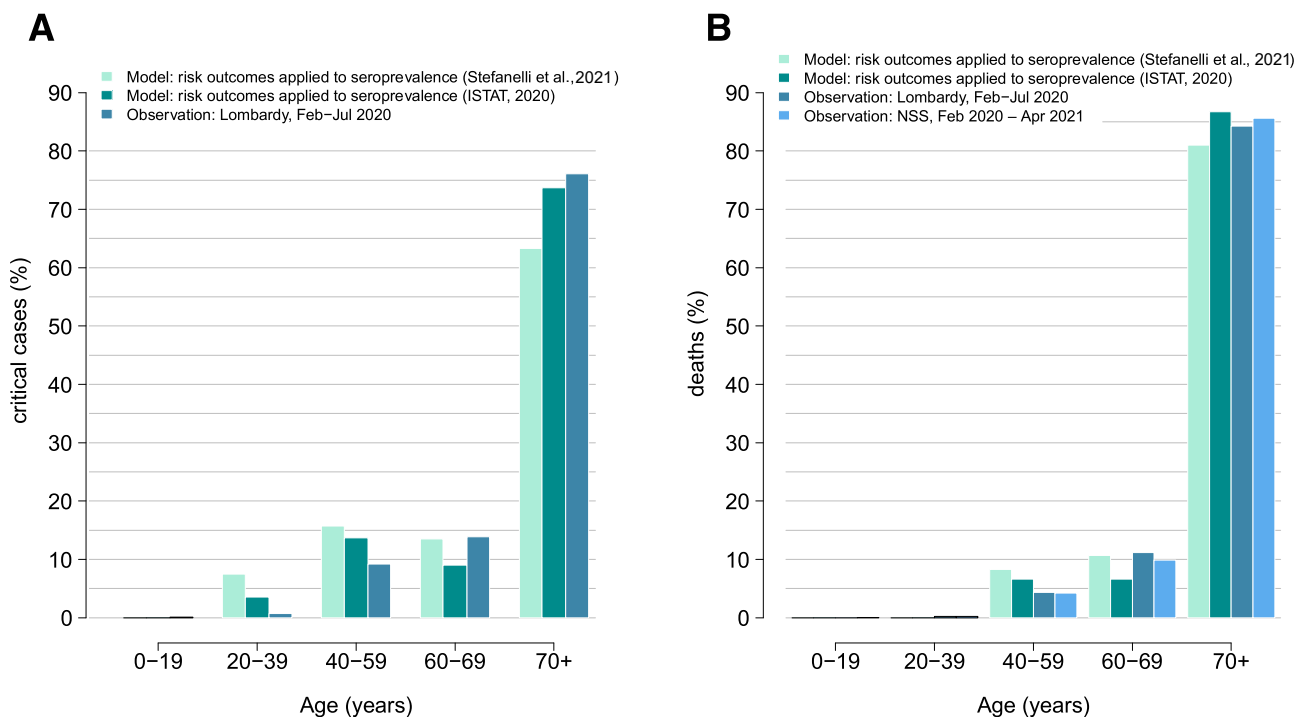 A
Model: risk outcomes applied to seroprevalence (Stefanelli et al.,2021)
Model: risk outcomes applied to seroprevalence (ISTAT, 2020)
Observation: Lombardy, Feb−Jul 2020
90
80
70
60
50
40
30
20
10
0
critical cases (%)
0−19
20−39
40−59
60−69
70+
Age (years)
B
Model: risk outcomes applied to seroprevalence (Stefanelli et al., 2021)
Model: risk outcomes applied to seroprevalence (ISTAT, 2020)
Observation: Lombardy, Feb−Jul 2020
Observation: NSS, Feb 2020 – Apr 2021
90
80
70
60
50
40
30
20
10
0
deaths (%)
0−19
20−39
40−59
60−69
70+
Age (years)